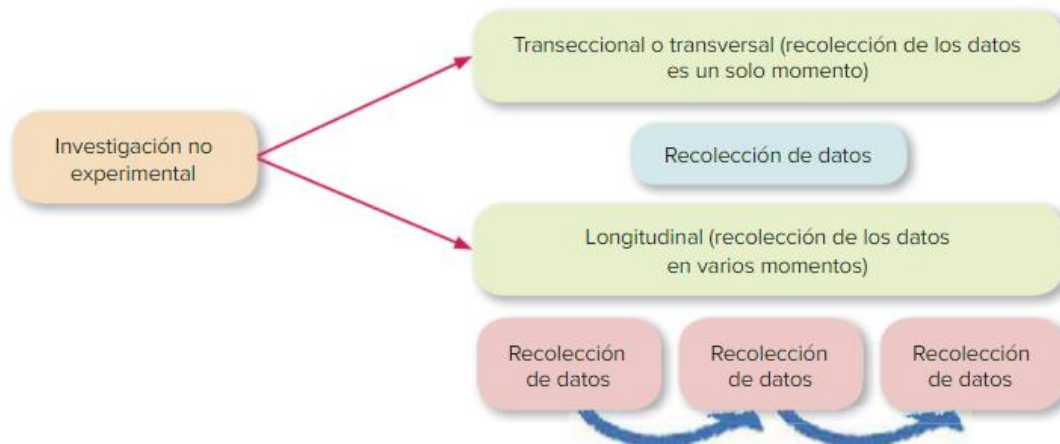 Transeccional o transversal (recolección de los datos
es un solo momento)
Investigación no
experimental
Recolección de datos
Longitudinal (recolección de los datos
en varios momentos)
Recolección
de datos
Recolección
de datos
Recolección
de datos